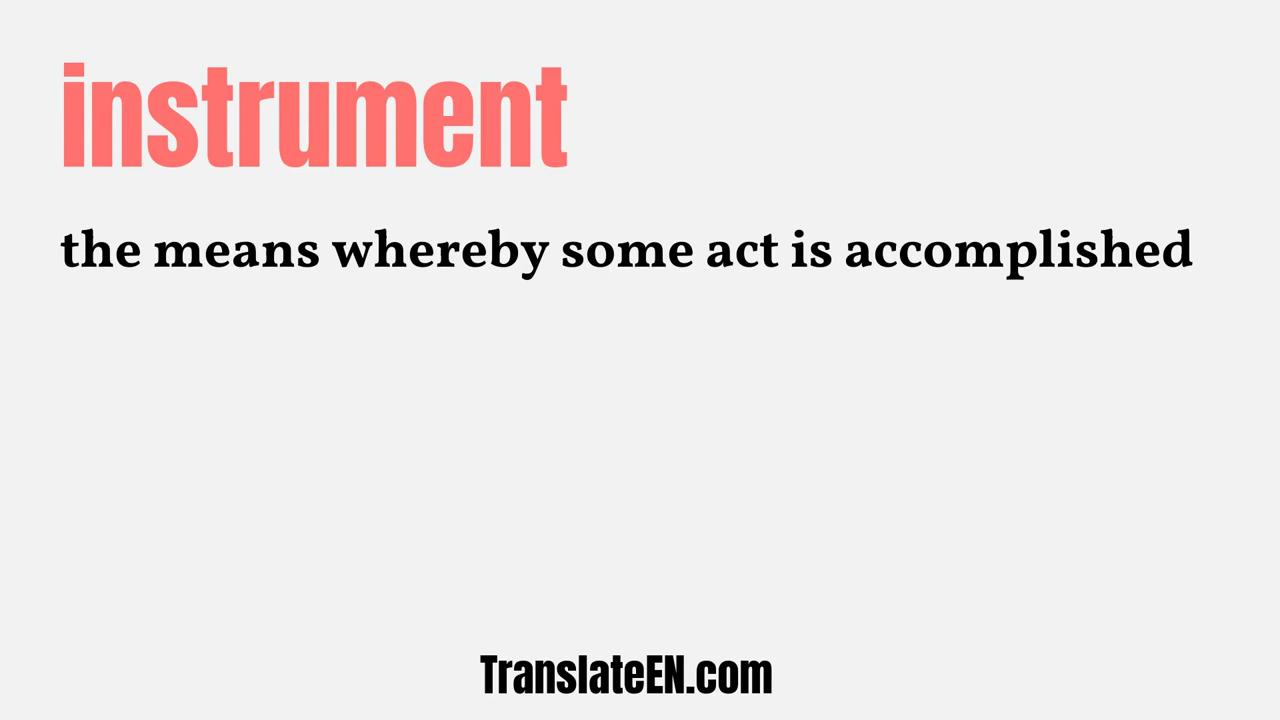 instrument
the means whereby some act is accomplished
TranslateEN.com